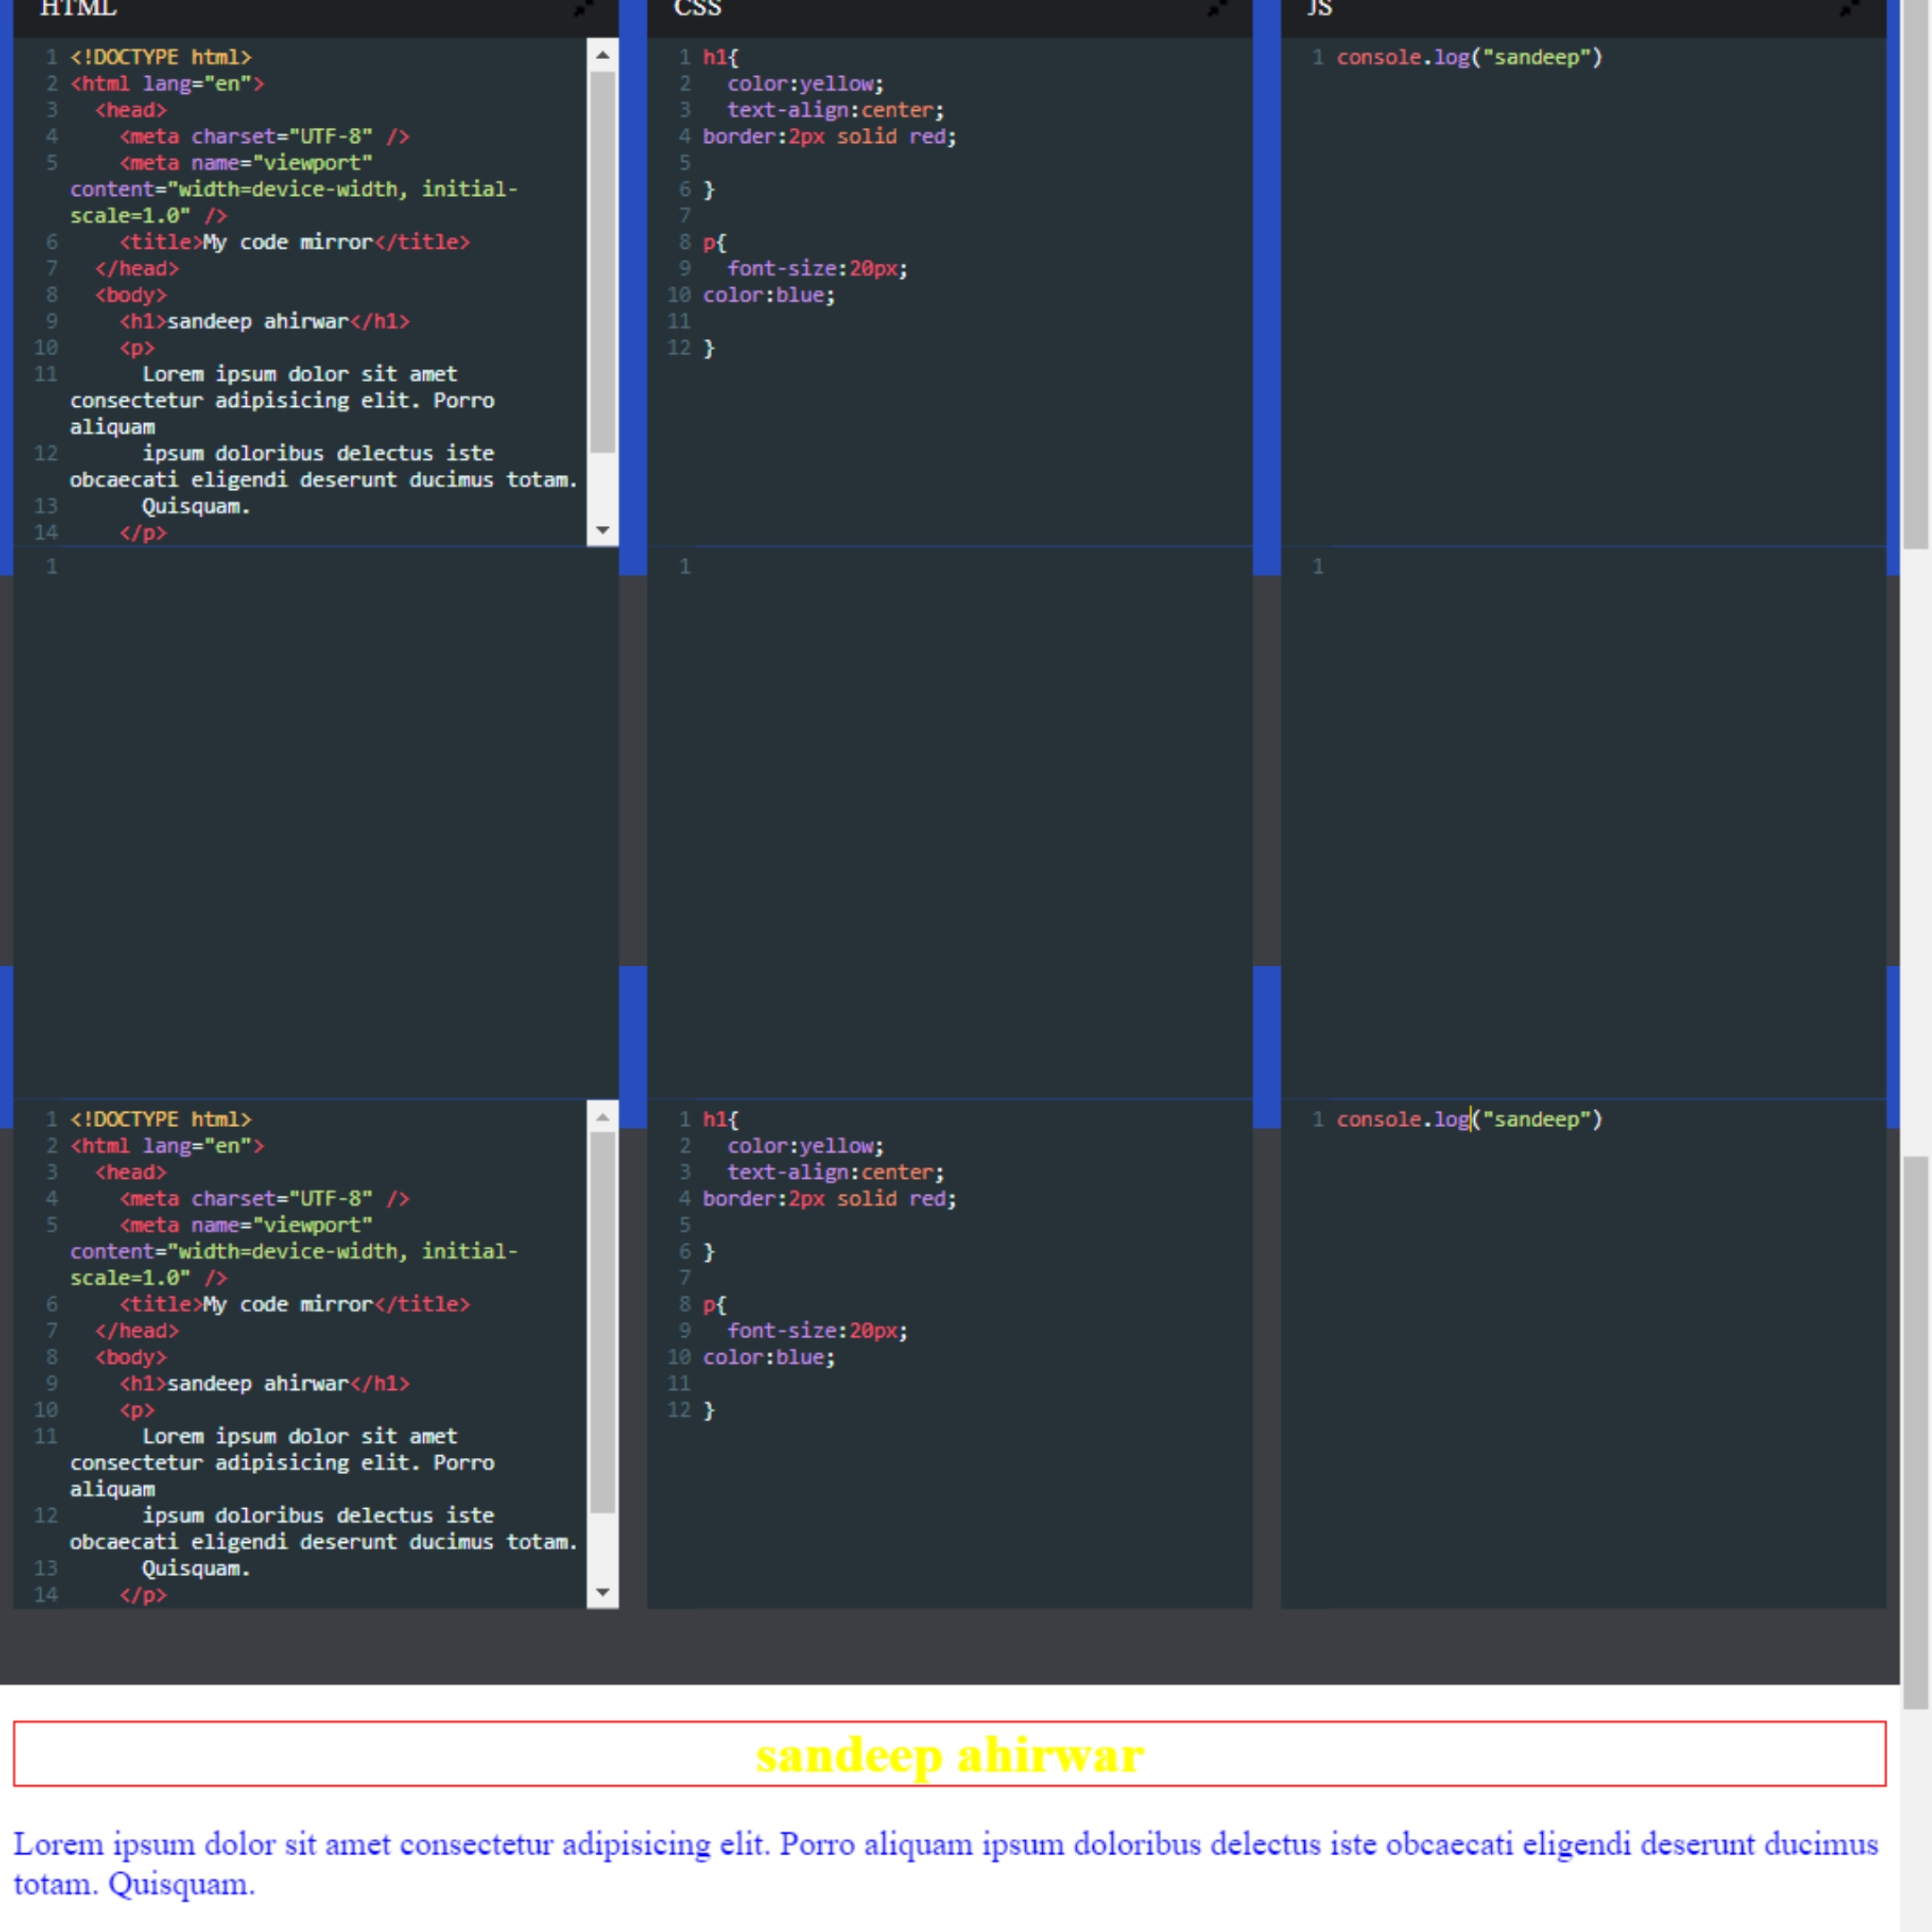 HTML
CSS
JS
1 <!DOCTYPE html>
2 <html lang="en">
3   <head>
4     <meta charset="UTF-8" />
5     <meta name="viewport"
content="width=device-width, initial-
scale=1.0" />
6     <title>My code mirror</title>
7   </head>
8   <body>
9     <h1>sandeep ahirwar</h1>
10     <p>
11       Lorem ipsum dolor sit amet
consectetur adipisicing elit. Porro
aliquam
12       ipsum doloribus delectus iste
obcaecati eligendi deserunt ducimus totam.
13       Quisquam.
14     </p>
1 h1{
2   color:yellow;
3   text-align:center;
4 border:2px solid red;
5
6 }
7
8 p{
9   font-size:20px;
10 color:blue;
11
12 }
1 console.log("sandeep")
1
1
1
1 <!DOCTYPE html>
2 <html lang="en">
3   <head>
4     <meta charset="UTF-8" />
5     <meta name="viewport"
content="width=device-width, initial-
scale=1.0" />
6     <title>My code mirror</title>
7   </head>
8   <body>
9     <h1>sandeep ahirwar</h1>
10     <p>
11       Lorem ipsum dolor sit amet
consectetur adipisicing elit. Porro
aliquam
12       ipsum doloribus delectus iste
obcaecati eligendi deserunt ducimus totam.
13       Quisquam.
14     </p>
1 h1{
2   color:yellow;
3   text-align:center;
4 border:2px solid red;
5
6 }
7
8 p{
9   font-size:20px;
10 color:blue;
11
12 }
1 console.log("sandeep")
sandeep ahirwar
Lorem ipsum dolor sit amet consectetur adipisicing elit. Porro aliquam ipsum doloribus delectus iste obcaecati eligendi deserunt ducimus
totam. Quisquam.